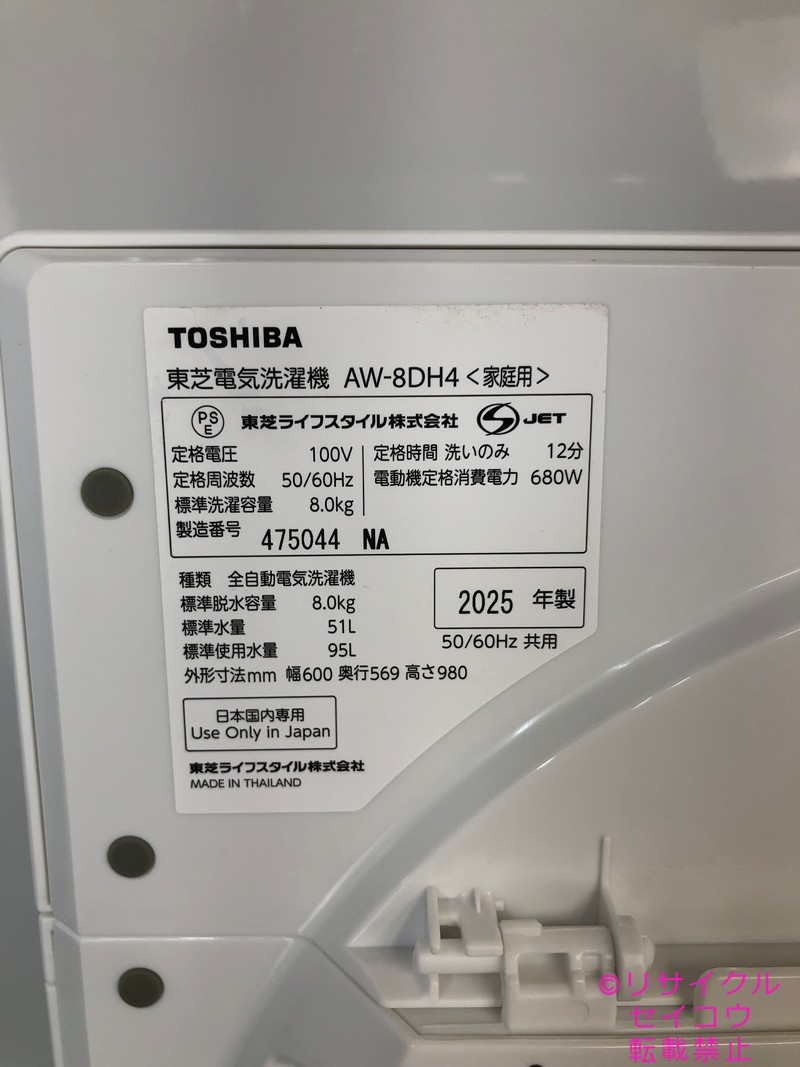 TOSHIBA
東芝電気洗濯機 AW-8DH4<家庭用>
PS E 東芝ライフスタイル株式会社 S JET
定格電圧 100V 定格時間 洗いのみ 12分
定格周波数 50/60Hz 電動機定格消費電力 680W
標準洗濯容量 8.0kg
製造番号 475044 NA
種類 全自動電気洗濯機
標準脱水容量 8.0kg
2025 年製
標準水量 51L
50/60Hz 共用
標準使用水量 95L
外形寸法mm 幅600 奥行569 高さ980
日本国内専用
Use Only in Japan
東芝ライフスタイル株式会社
MADE IN THAILAND
©リサイクル
セイコウ
転載禁止